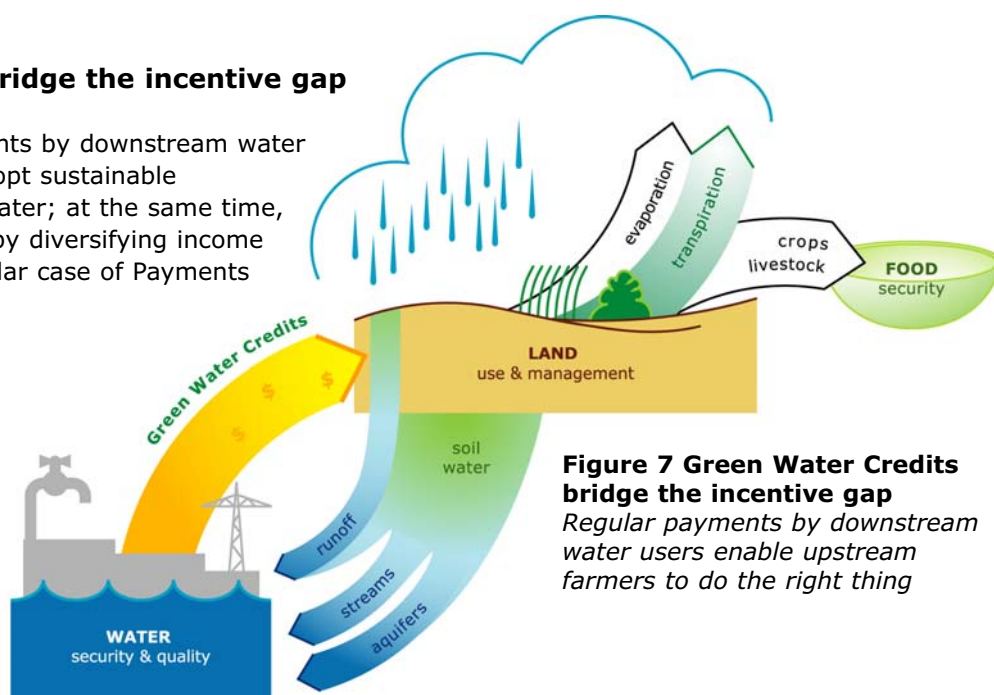 ridge the incentive gap
nts by downstream water
opt sustainable
ater; at the same time,
by diversifying income
lar case of Payments
evaporation
transpiration
crops
livestock
FOOD
security
Green Water Credits
$
$
$
LAND
use & management
soil
water
runoff
streams
aquifers
WATER
security & quality
Figure 7 Green Water Credits
bridge the incentive gap
Regular payments by downstream
water users enable upstream
farmers to do the right thing